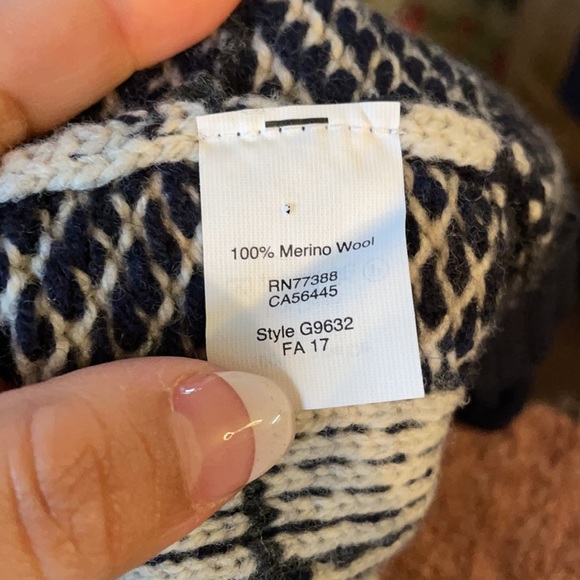 100% Merino Wool
RN77388
CA56445
Style G9632
FA 17